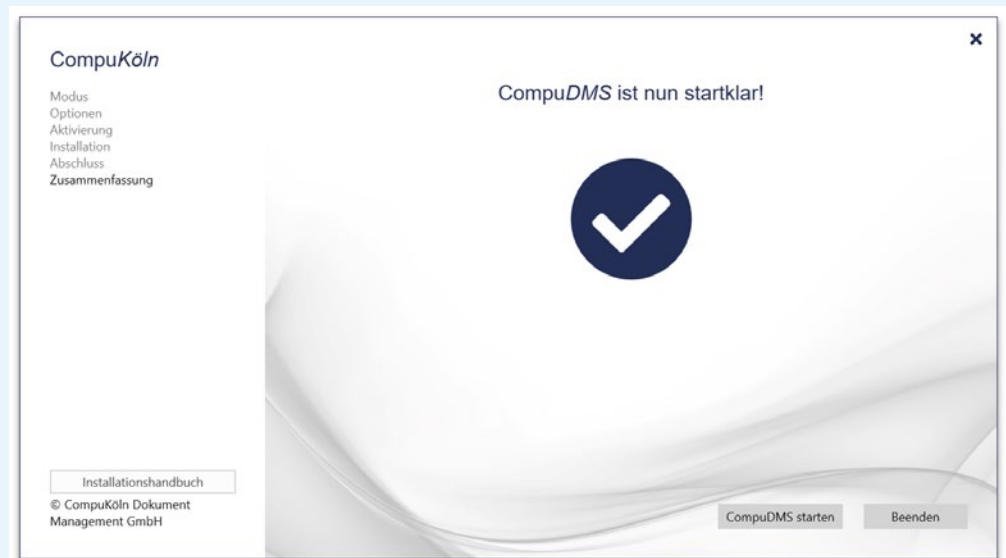 CompuKöln
Modus
Optionen
Aktivierung
Installation
Abschluss
Zusammenfassung
CompuDMS ist nun startklar!
Installationshandbuch
© CompuKöln Dokument
Management GmbH
CompuDMS starten
Beenden